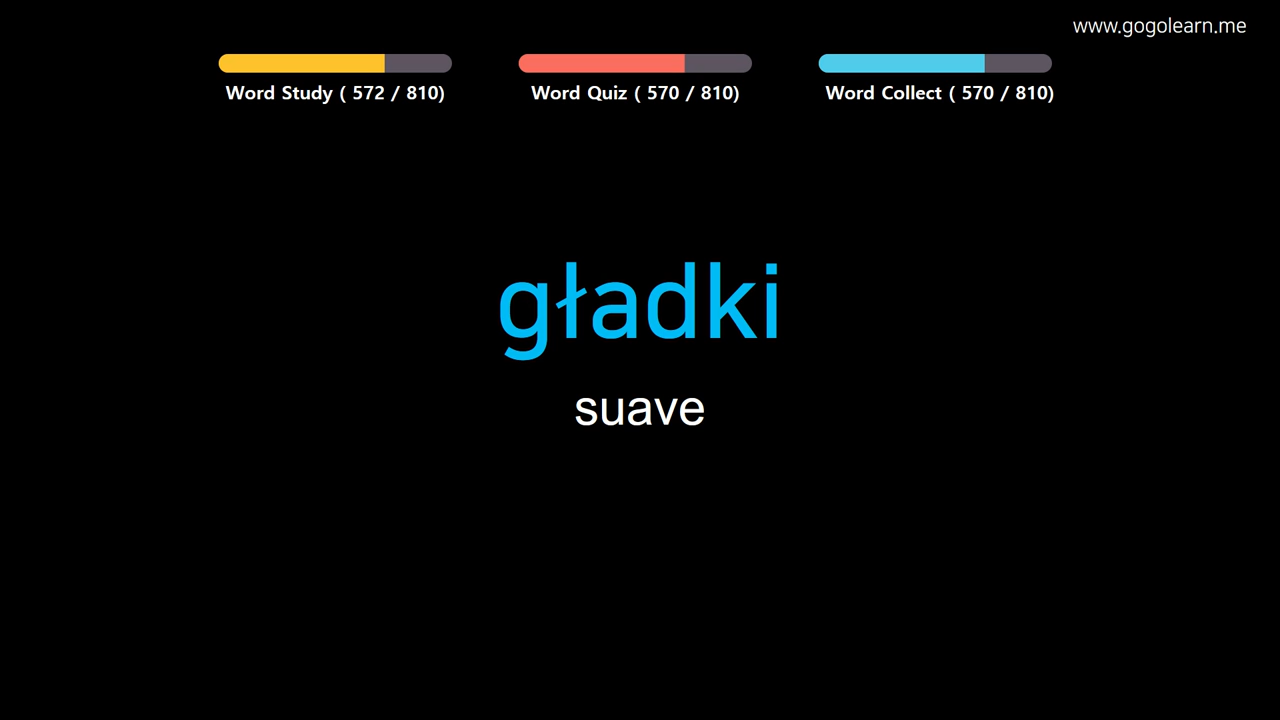 www.gogolearn.me
Word Study ( 572 / 810)
Word Quiz ( 570 / 810)
Word Collect ( 570 / 810)
gładki
suave